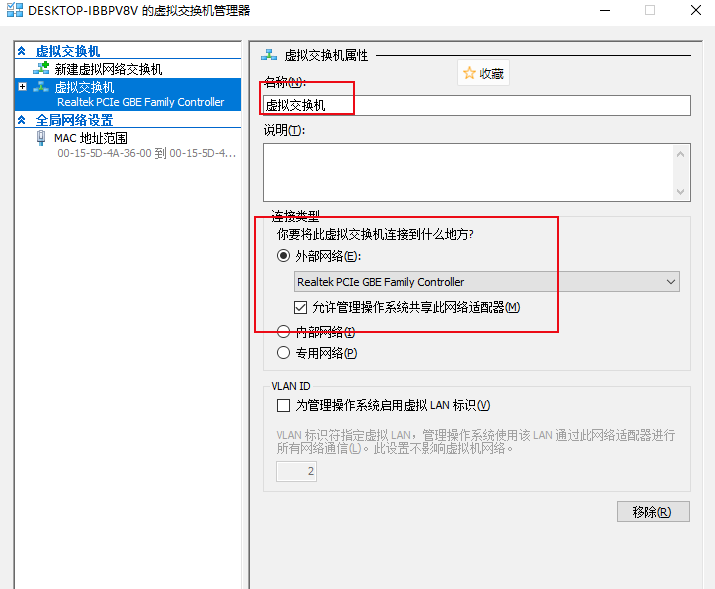 DESKTOP-IBBPV8V 的虚拟交换机管理器
虚拟交换机
新建虚拟网络交换机
虚拟交换机
Realtek PCIe GBE Family Controller
全局网络设置
MAC 地址范围
00-15-5D-4A-36-00 到 00-15-5D-4...
虚拟交换机属性
收藏
名称(N):
虚拟交换机
说明(T):
连接类型
你要将此虚拟交换机连接到什么地方?
外部网络(E):
Realtek PCIe GBE Family Controller
允许管理操作系统共享此网络适配器(M)
内部网络(I)
专用网络(P)
VLAN ID
为管理操作系统启用虚拟 LAN 标识(V)
VLAN 标识符指定虚拟 LAN，管理操作系统使用该 LAN 通过此网络适配器进行
所有网络通信(L)。此设置不影响虚拟机网络。
2
移除(R)